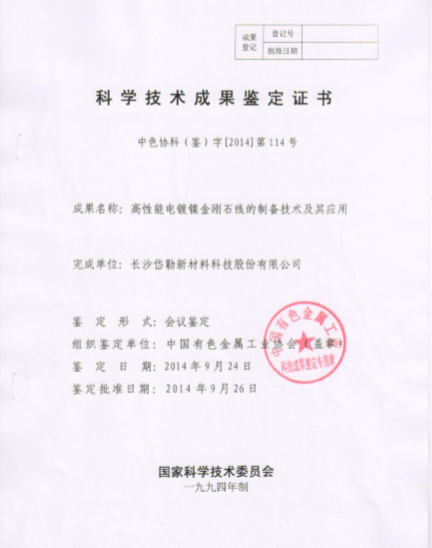 成果登记
登记号
批准日期
科学技术成果鉴定证书
中色协科（鉴）字[2014]第114号
成果名称：高性能电镀镍金刚石线的制备技术及其应用
完成单位：长沙岱勒新材料科技股份有限公司
鉴定形式：会议鉴定
组织鉴定单位：中国有色金属工业协会（盖章）
鉴定日期：2014年9月24日
鉴定批准日期：2014年9月26日
中国有色金属工业
科技成果鉴定专用章
国家科学技术委员会
一九九四年制